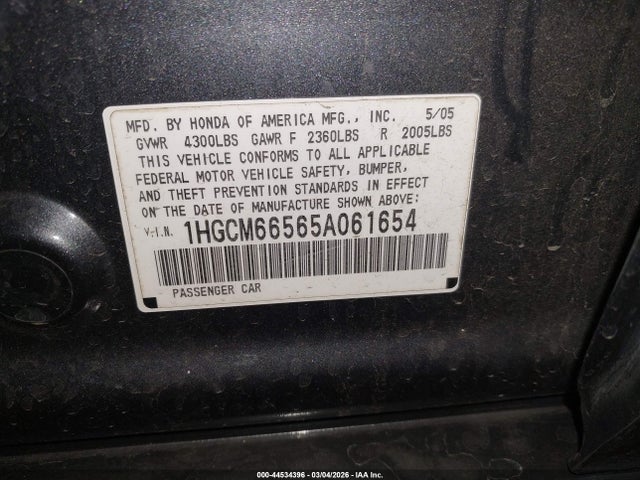 MFD. BY HONDA OF AMERICA MFG., INC. 5/05
GVWR 4300LBS GAWR F 2360LBS R 2005LBS
THIS VEHICLE CONFORMS TO ALL APPLICABLE
FEDERAL MOTOR VEHICLE SAFETY, BUMPER,
AND THEFT PREVENTION STANDARDS IN EFFECT
ON THE DATE OF MANUFACTURE SHOWN ABOVE:
V.I.N. 1HGCM66565A061654
PASSENGER CAR
000-44534396 | 03/04/2026 | IAA Inc.